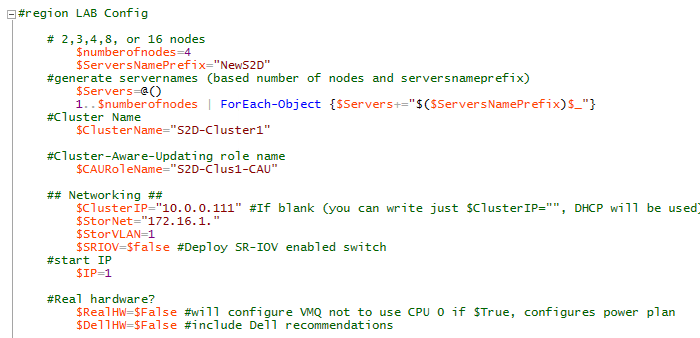 #region LAB Config
# 2,3,4,8, or 16 nodes
$numberofnodes=4
$ServersNamePrefix="NewS2D"
#generate servernames (based number of nodes and serversnameprefix)
$Servers=@()
1..$numberofnodes | ForEach-Object {$Servers+="$($ServersNamePrefix)$_"}
#Cluster Name
$ClusterName="S2D-Cluster1"
#Cluster-Aware-Updating role name
$CAURoleName="S2D-Clus1-CAU"
## Networking ##
$ClusterIP="10.0.0.111" #If blank (you can write just $ClusterIP="", DHCP will be used)
$StorNet="172.16.1."
$StorVLAN=1
$SRIOV=$false #Deploy SR-IOV enabled switch
#start IP
$IP=1
#Real hardware?
$RealHW=$False #will configure VMQ not to use CPU 0 if $True, configures power plan
$DellHW=$False #include Dell recommendations